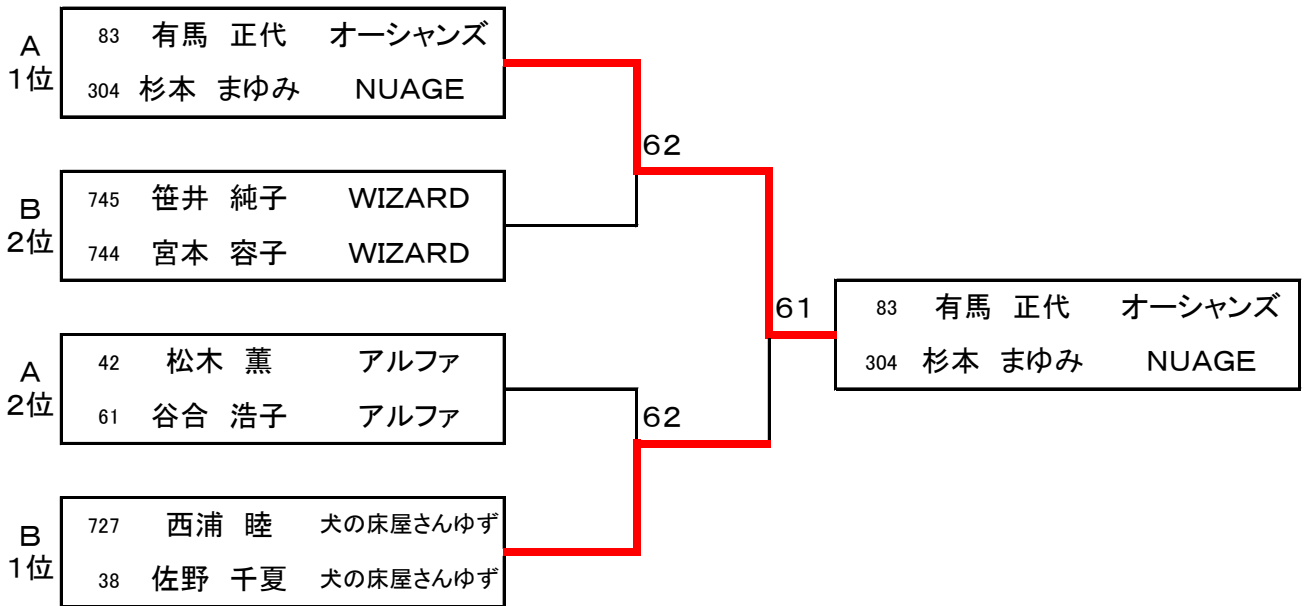 A
1位
83 有馬 正代 オーシャンズ
304 杉本 まゆみ NUAGE
62
B
2位
745 笹井 純子 WIZARD
744 宮本 容子 WIZARD
61
83 有馬 正代 オーシャンズ
304 杉本 まゆみ NUAGE
A
2位
42 松木 薫 アルファ
61 谷合 浩子 アルファ
62
B
1位
727 西浦 睦 犬の床屋さんゆず
38 佐野 千夏 犬の床屋さんゆず